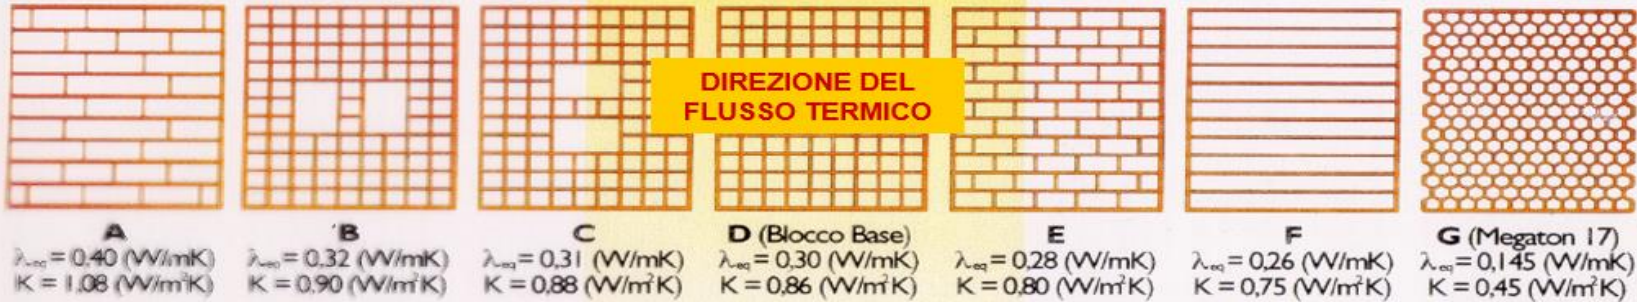 DIREZIONE DEL
FLUSSO TERMICO
A
λeq = 0,40 (W/mK)
K = 1,08 (W/m²K)
B
λeq = 0,32 (W/mK)
K = 0,90 (W/m²K)
C
λeq = 0,31 (W/mK)
K = 0,88 (W/m²K)
D (Blocco Base)
λeq = 0,30 (W/mK)
K = 0,86 (W/m²K)
E
λeq = 0,28 (W/mK)
K = 0,80 (W/m²K)
F
λeq = 0,26 (W/mK)
K = 0,75 (W/m²K)
G (Megaton 17)
λeq = 0,145 (W/mK)
K = 0,45 (W/m²K)